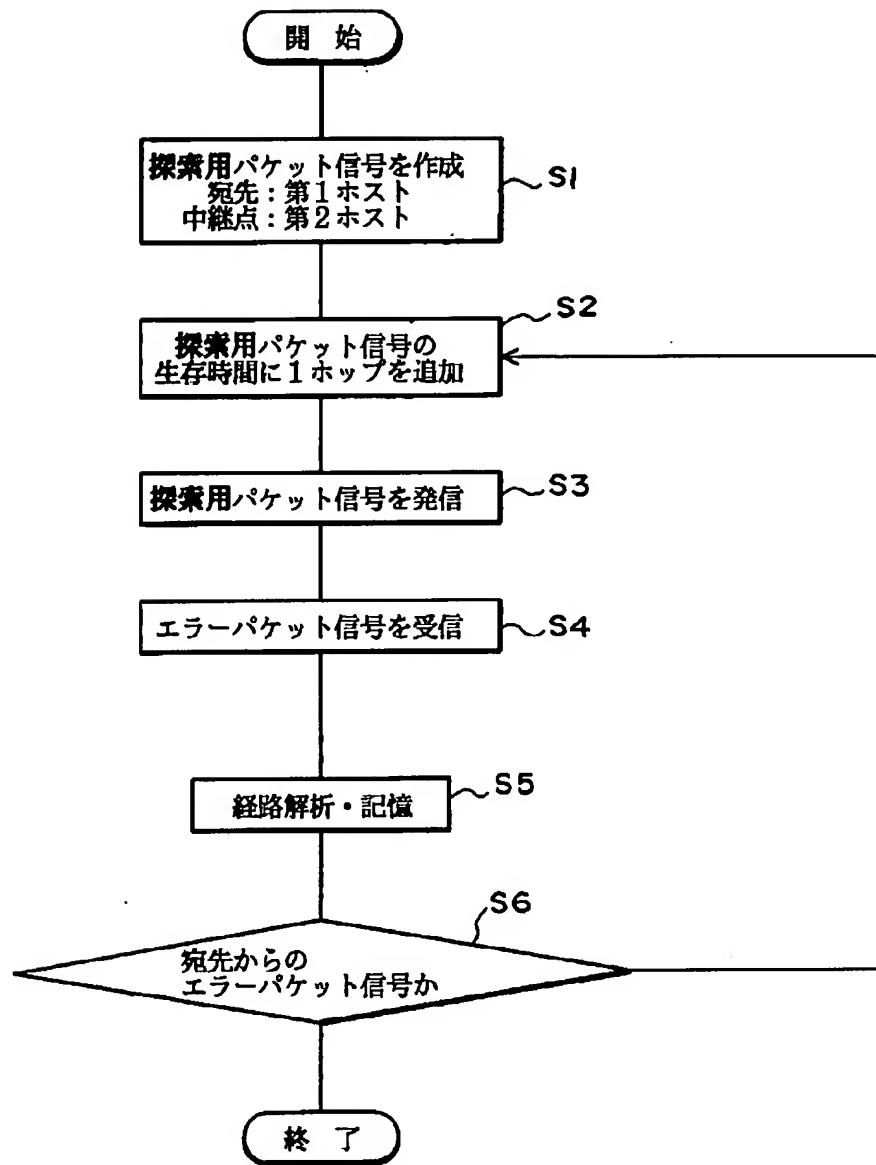 開 始
探索用パケット信号を作成
宛先：第1ホスト
中継点：第2ホスト
S1
S2
探索用パケット信号の
生存時間に1ホップを追加
探索用パケット信号を発信
S3
エラーパケット信号を受信
S4
S5
経路解析・記憶
S6
宛先からの
エラーパケット信号か
終 了